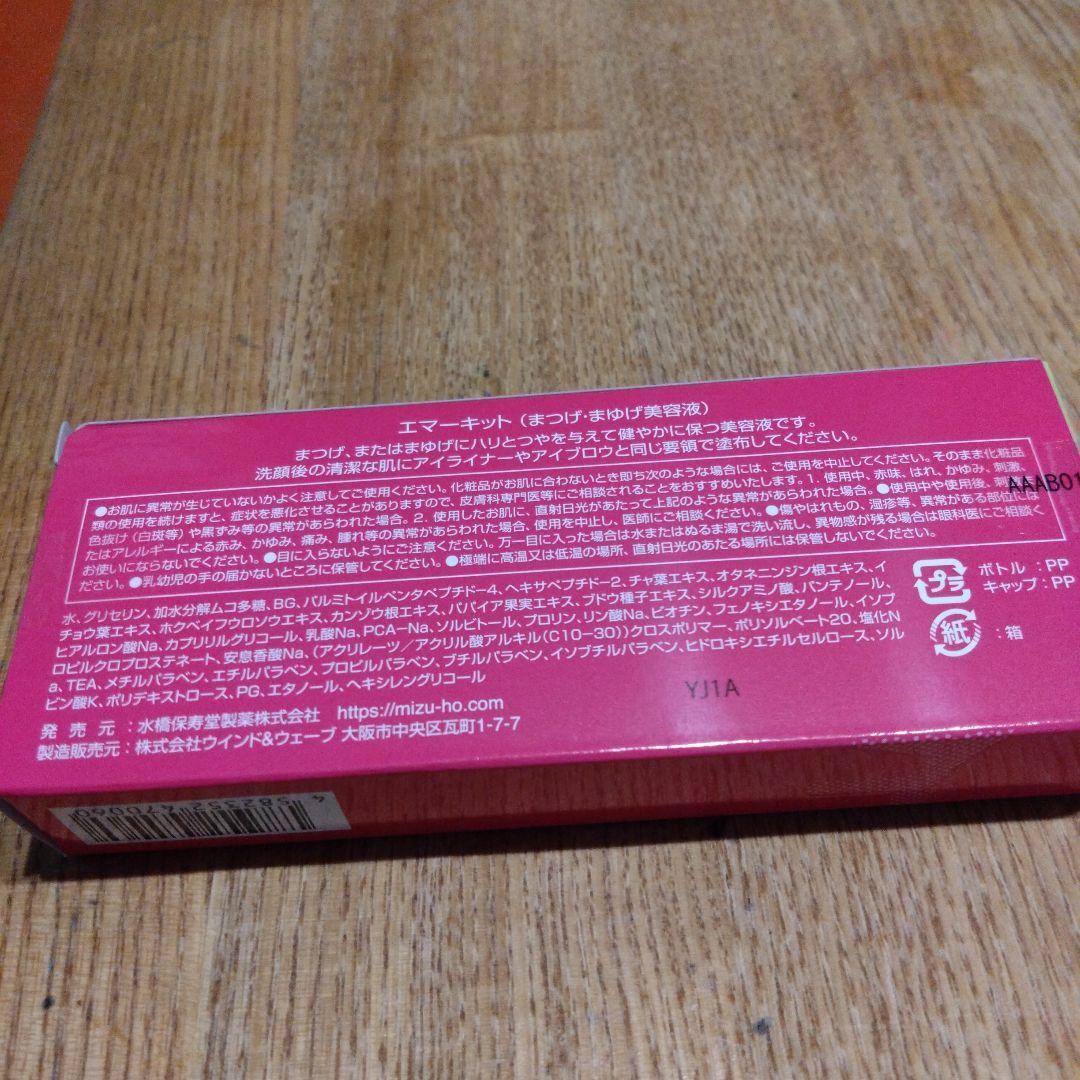 エマーキット（まつげ・まゆげ美容液）
まつげ、またはまゆげにハリとつやを与えて健やかに保つ美容液です。
洗顔後の清潔な肌にアイライナーやアイブロウと同じ要領で塗布してください。
●お肌に異常が生じていないかよく注意してご使用ください。化粧品がお肌に合わないとき即ち次のような場合には、ご使用を中止してください。そのまま化粧品
類の使用を続けますと、症状を悪化させることがありますので、皮膚科専門医等にご相談されることをおすすめいたします。1. 使用中、赤味、はれ、かゆみ、刺激、
色抜け（白斑等）や黒ずみ等の異常があらわれた場合。2. 使用したお肌に、直射日光があたって上記のような異常があらわれた場合。●使用中や使用後、刺激
たはアレルギーによる赤み、かゆみ、痛み、腫れ等の異常があらわれた場合、使用を中止し、医師にご相談ください。●傷やはれもの、湿疹等、異常がある部位には
お使いにならないでください。●目に入らないようにご注意ください。万一目に入った場合は水またはぬるま湯で洗い流し、異物感が残る場合は眼科医にご相談く
ださい。●乳幼児の手の届かないところに保管してください。●極端に高温又は低温の場所、直射日光のあたる場所には保管しないでください。
AAAB01
水、グリセリン、加水分解ムコ多糖、BG、パルミトイルペンタペプチド-4、ヘキサペプチド-2、チャ葉エキス、オタネニンジン根エキス、イ
チョウ葉エキス、ホクベイフウロソウエキス、カンゾウ根エキス、パパイア果実エキス、ブドウ種子エキス、シルクアミノ酸、パンテノール、
ヒアルロン酸Na、カプリリルグリコール、乳酸Na、PCA-Na、ソルビトール、プロリン、リン酸Na、ビオチン、フェノキシエタノール、イソプ
ロピルクロプロステネート、安息香酸Na、(アクリレーツ／アクリル酸アルキル(C10-30))クロスポリマー、ポリソルベート20、塩化N
a、TEA、メチルパラベン、エチルパラベン、プロピルパラベン、ブチルパラベン、イソブチルパラベン、ヒドロキシエチルセルロース、ソル
ビン酸K、ポリデキストロース、PG、エタノール、ヘキシレングリコール
プラ
ボトル：PP
キャップ：PP
紙
：箱
YJ1A
発 売 元 ：水橋保寿堂製薬株式会社 https://mizu-ho.com
製造販売元：株式会社ウインド&ウェーブ 大阪市中央区瓦町1-7-7
4 582352 470060